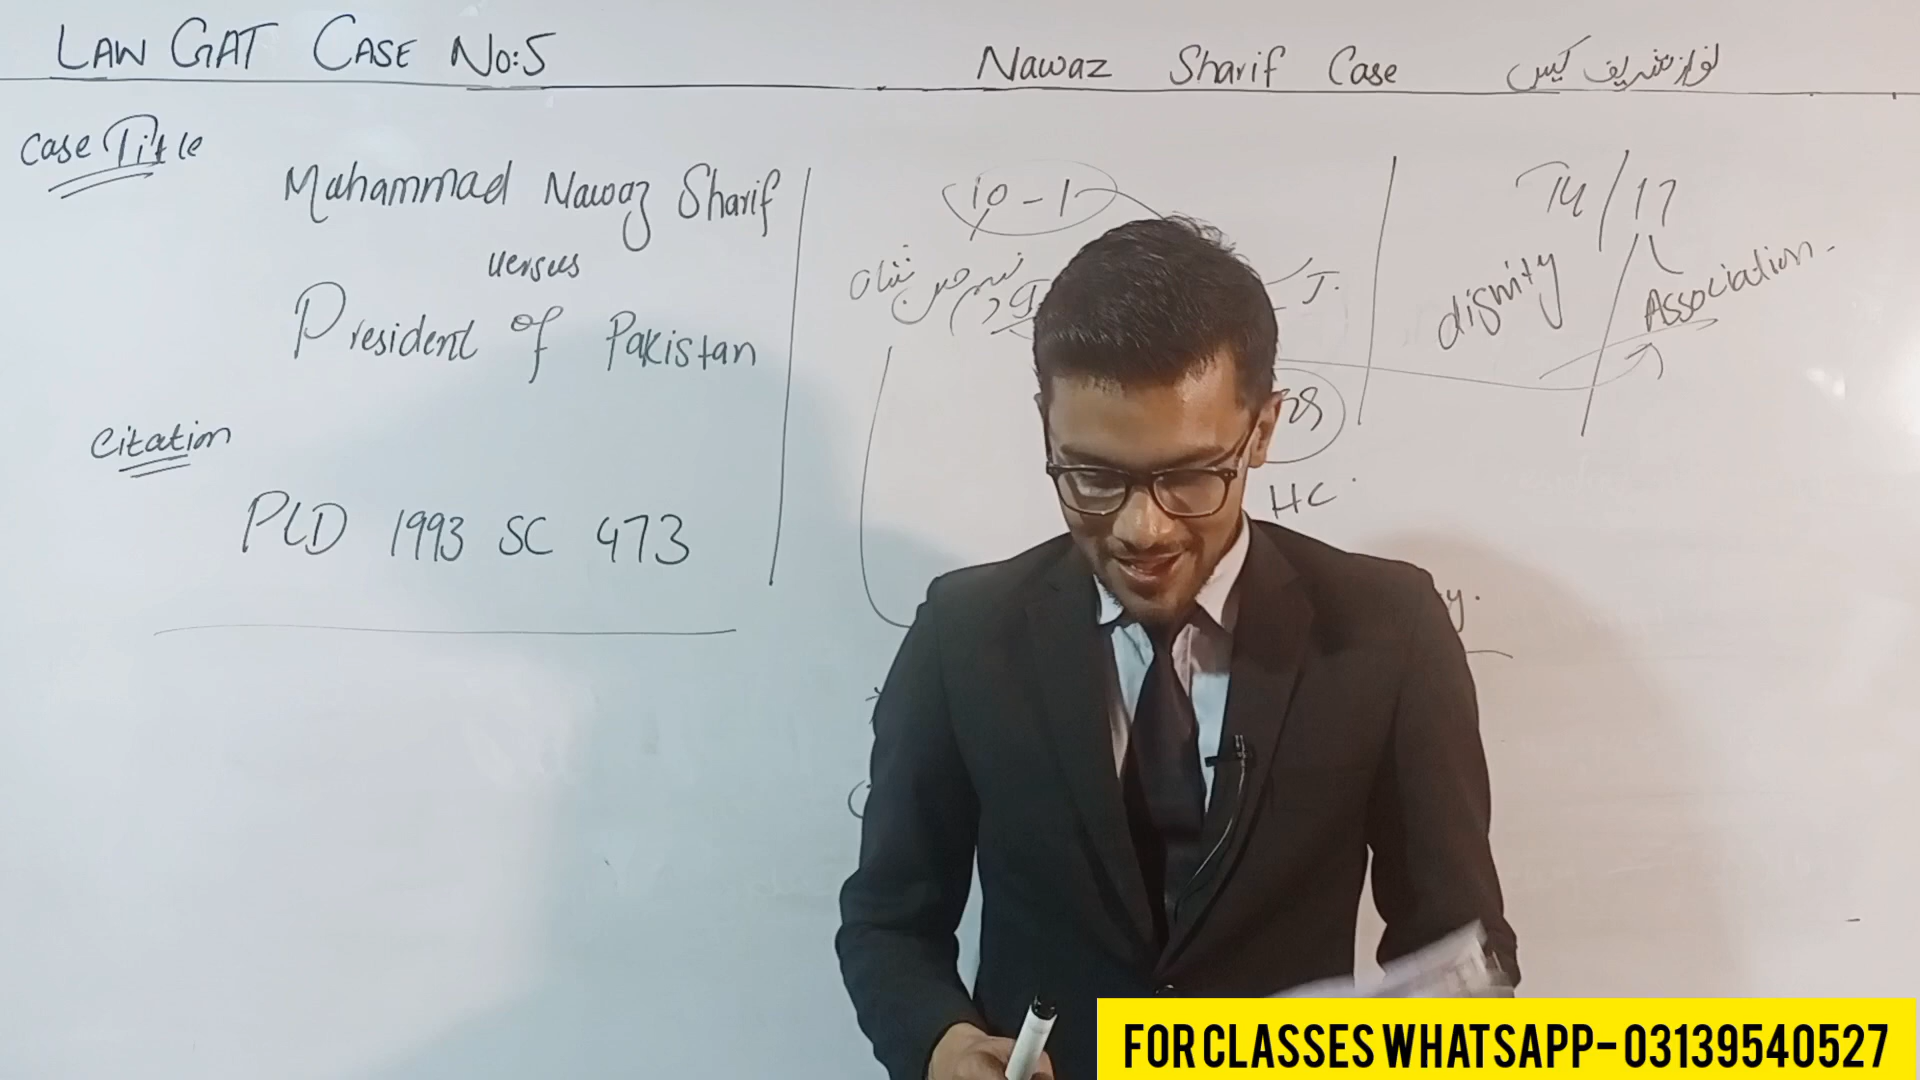 LAW GAT CASE No:5
Nawaz Sharif Case نواز شریف کیس
Case Title
Muhammad Nawaz Sharif
versus
President of Pakistan
Citation
PLD 1993 SC 473
10-1
J.
HC
14/17
dignity
Association.
FOR CLASSES WHATSAPP-03139540527